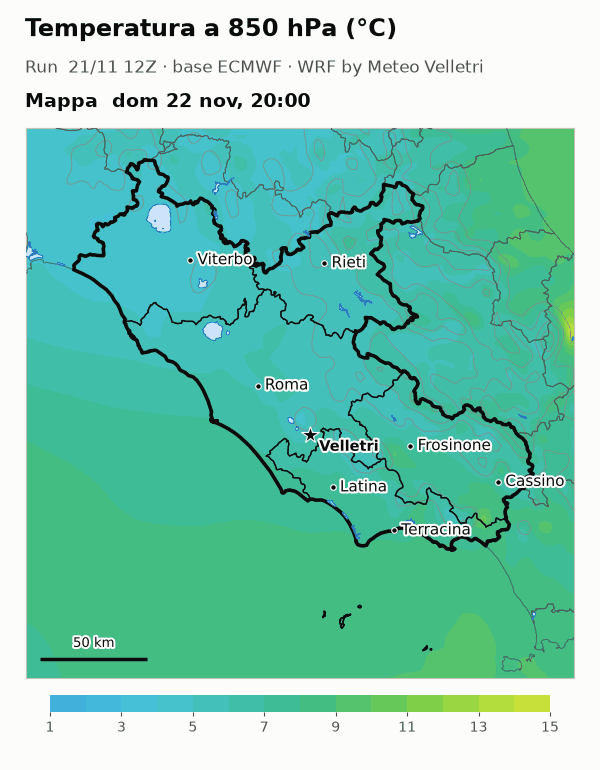 Temperatura a 850 hPa (°C)
Run  21/11 12Z · base ECMWF · WRF by Meteo Velletri
Mappa  dom 22 nov, 20:00
Viterbo
Rieti
Roma
Velletri
Frosinone
Cassino
Latina
Terracina
50 km
1 3 5 7 9 11 13 15